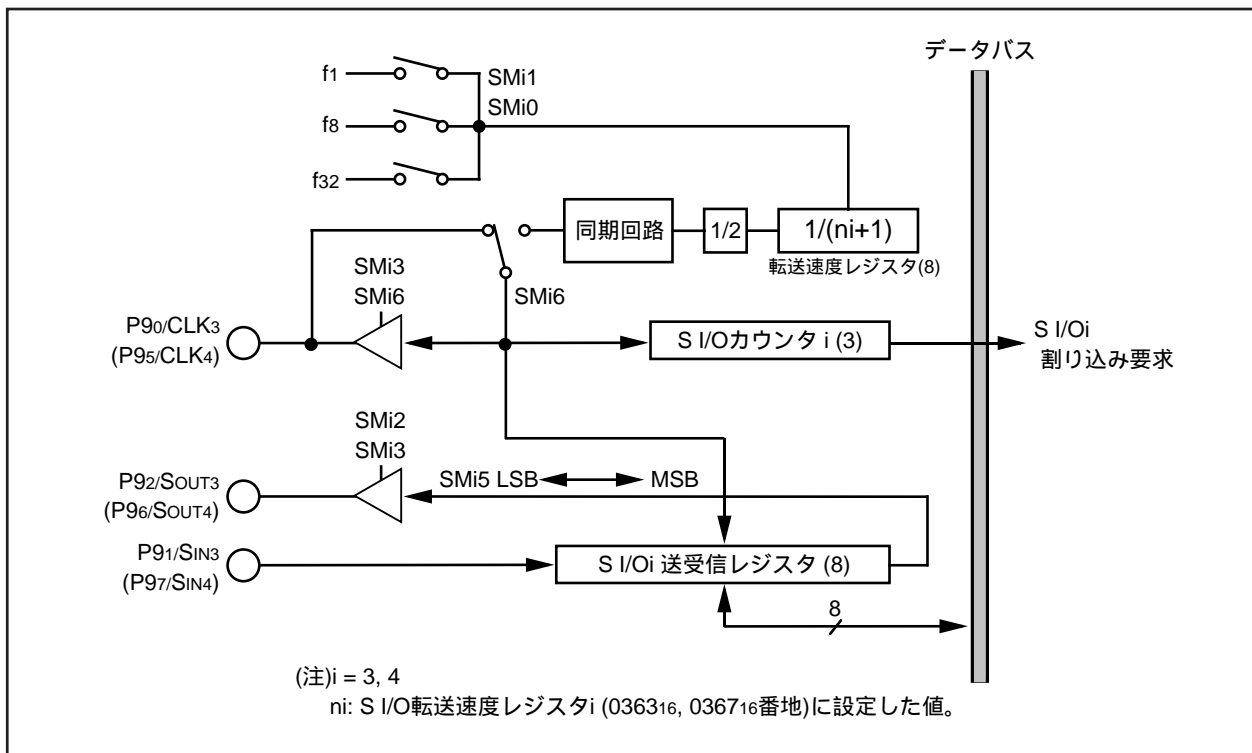 データバス
f1
SMi1
SMi0
f8
f32
同期回路
1/2
1/(ni+1)
転送速度レジスタ(8)
SMi3
SMi6
SMi6
P90/CLK3
(P95/CLK4)
S I/Oカウンタ i (3)
S I/Oi
割り込み要求
SMi2
SMi3
SMi5 LSB
MSB
P92/SOUT3
(P96/SOUT4)
P91/SIN3
(P97/SIN4)
S I/Oi 送受信レジスタ (8)
8
(注)i = 3, 4
ni: S I/O転送速度レジスタi (036316, 036716番地)に設定した値。